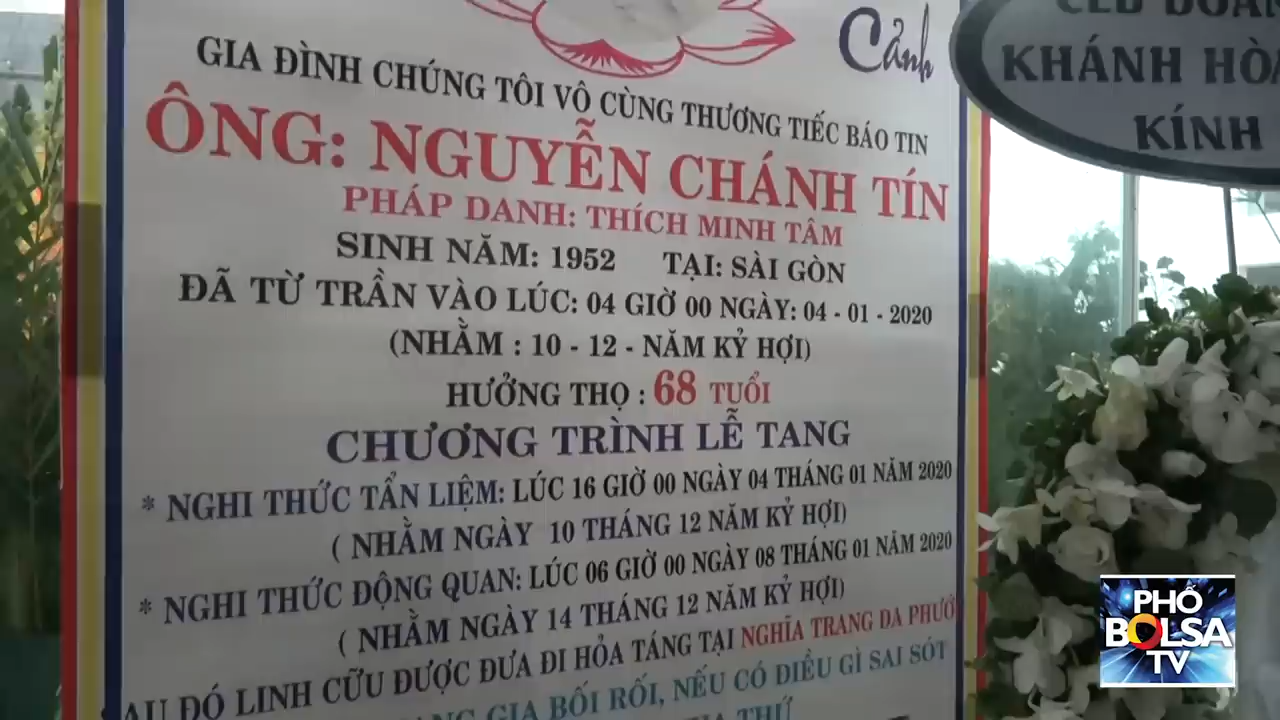 Cảnh
GIA ĐÌNH CHÚNG TÔI VÔ CÙNG THƯƠNG TIẾC BÁO TIN
ÔNG: NGUYỄN CHÁNH TÍN
PHÁP DANH: THÍCH MINH TÂM
SINH NĂM: 1952 TẠI: SÀI GÒN
ĐÃ TỪ TRẦN VÀO LÚC: 04 GIỜ 00 NGÀY: 04 - 01 - 2020
(NHẰM : 10 - 12 - NĂM KỶ HỢI)
HƯỞNG THỌ : 68 TUỔI
CHƯƠNG TRÌNH LỄ TANG
* NGHI THỨC TẨN LIỆM: LÚC 16 GIỜ 00 NGÀY 04 THÁNG 01 NĂM 2020
( NHẰM NGÀY 10 THÁNG 12 NĂM KỶ HỢI)
* NGHI THỨC ĐỘNG QUAN: LÚC 06 GIỜ 00 NGÀY 08 THÁNG 01 NĂM 2020
( NHẰM NGÀY 14 THÁNG 12 NĂM KỶ HỢI)
ĐÓ LINH CỮU ĐƯỢC ĐƯA ĐI HỎA TÁNG TẠI NGHĨA TRANG ĐA
GIA BỐI RỐI, NẾU CÓ ĐIỀU GÌ SAI SÓT
THỨ
CLB
KHÁNH
KÍNH
PHỐ
BOLSA
TV